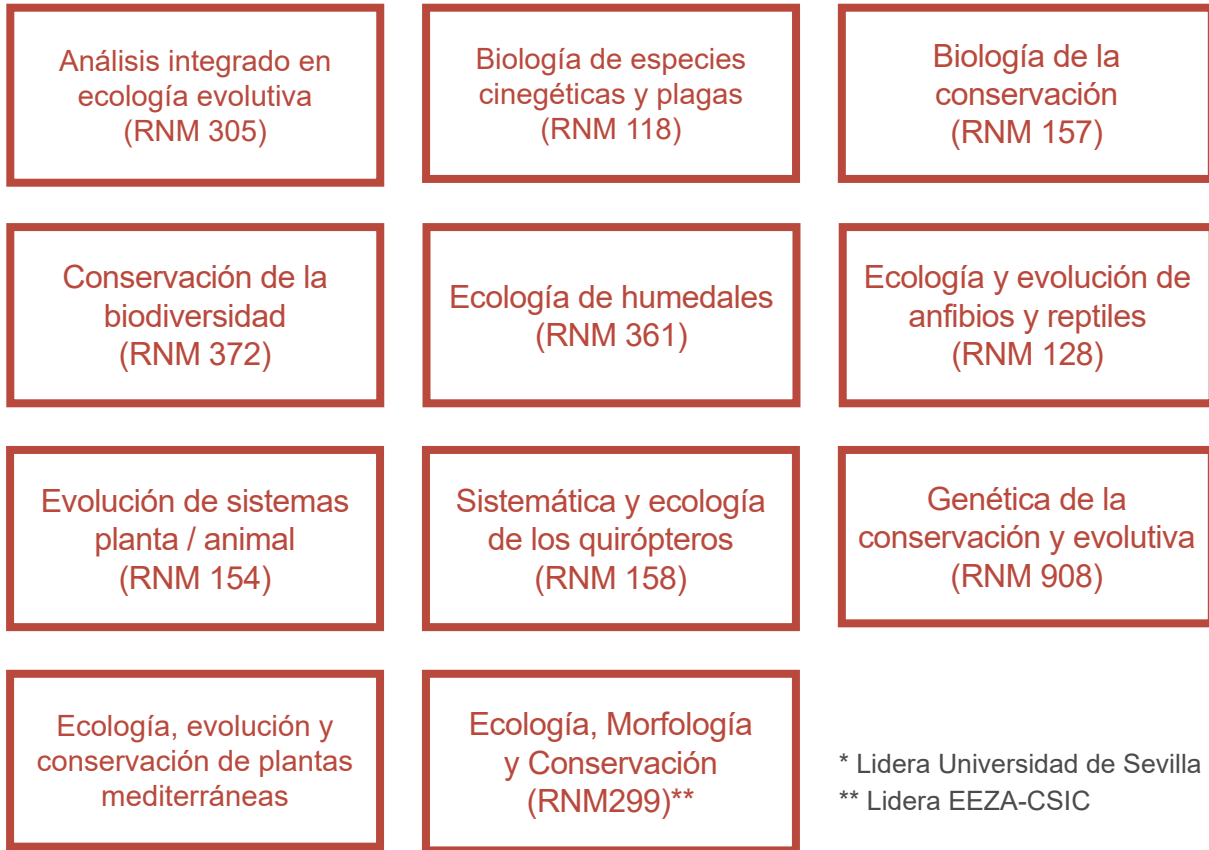 Análisis integrado en
ecología evolutiva
(RNM 305)
Biología de especies
cinegéticas y plagas
(RNM 118)
Biología de la
conservación
(RNM 157)
Conservación de la
biodiversidad
(RNM 372)
Ecología de humedales
(RNM 361)
Ecología y evolución de
anfibios y reptiles
(RNM 128)
Evolución de sistemas
planta / animal
(RNM 154)
Sistemática y ecología
de los quirópteros
(RNM 158)
Genética de la
conservación y evolutiva
(RNM 908)
Ecología, evolución y
conservación de plantas
mediterráneas
Ecología, Morfología
y Conservación
(RNM299)**
* Lidera Universidad de Sevilla
** Lidera EEZA-CSIC